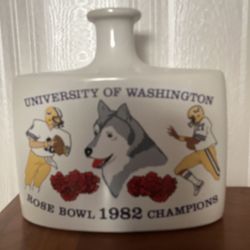 UNIVERSITY OF WASHINGTON
ROSE BOWL 1982 CHAMPIONS